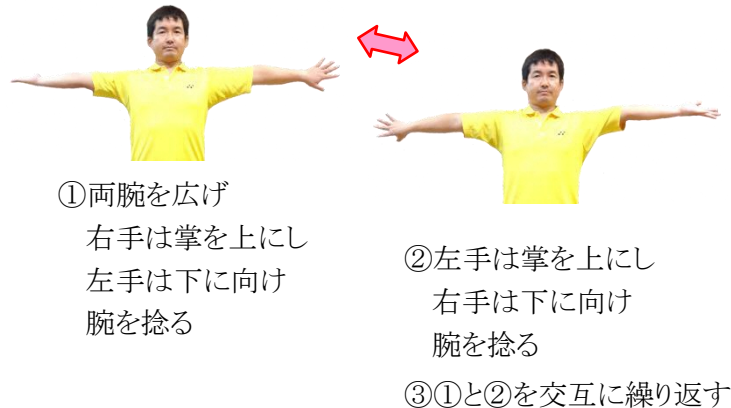 ①両腕を広げ
右手は掌を上にし
左手は下に向け
腕を捻る
②左手は掌を上にし
右手は下に向け
腕を捻る
③①と②を交互に繰り返す